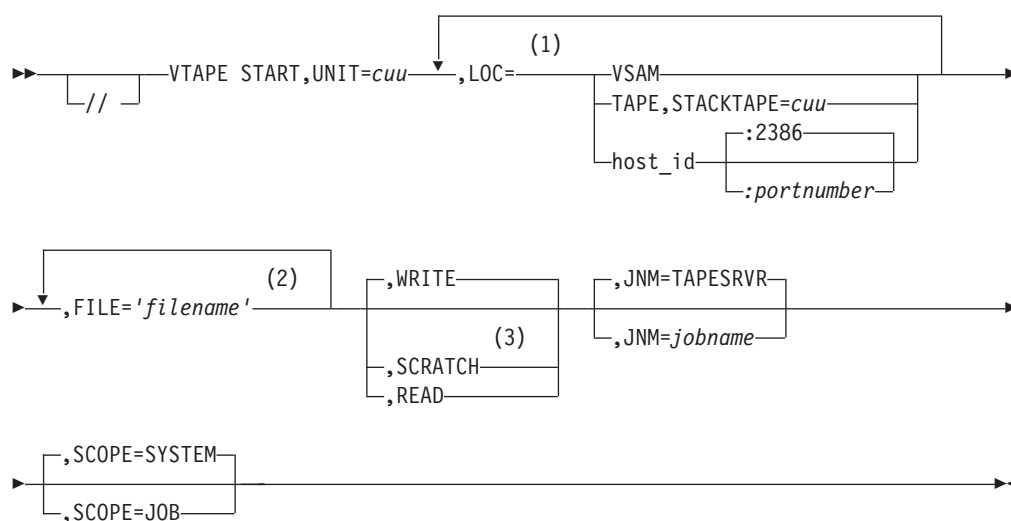 (1)
// VTAPE START,UNIT=cuu ,LOC= VSAM
TAPE,STACKTAPE=cuu
:2386
host_id
:portnumber
(2) ,WRITE ,JNM=TAPESRVR
,FILE='filename'
(3) ,JNM=jobname
,SCRATCH
,READ
,SCOPE=SYSTEM
,SCOPE=JOB